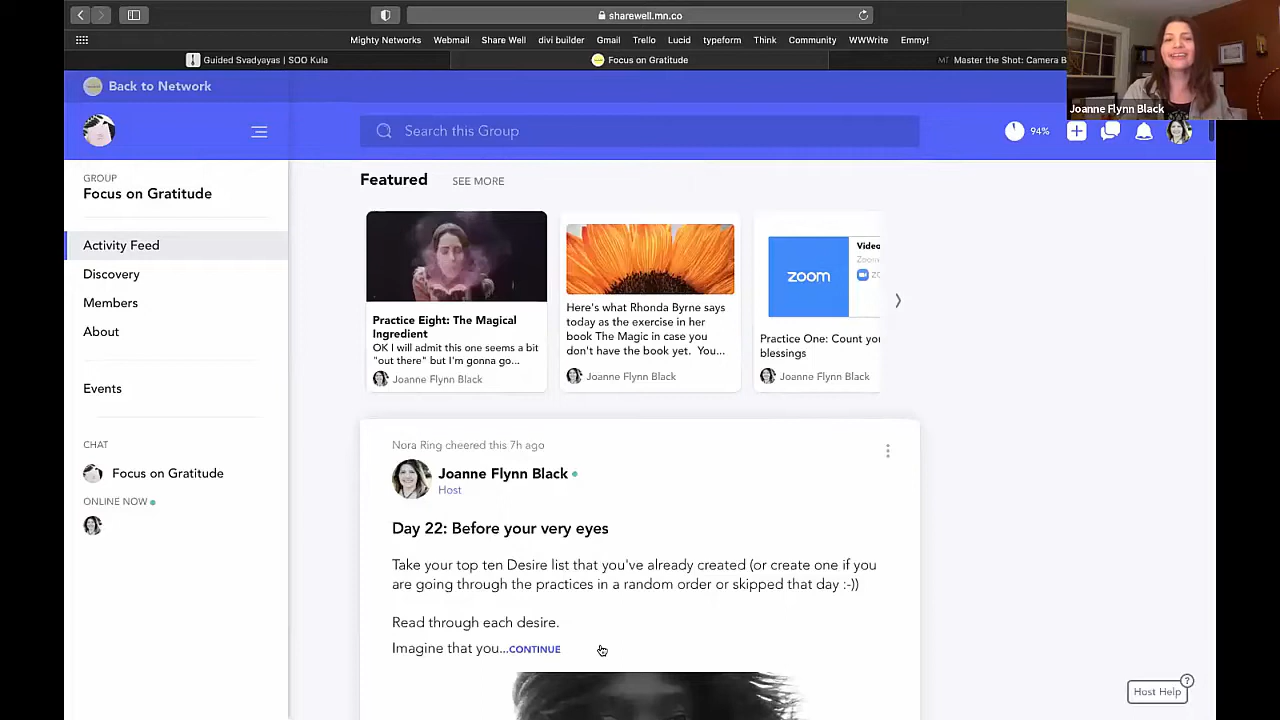 sharewell.mn.co
Mighty Networks Webmail Share Well divi builder Gmail Trello Lucid typeform Think Community WWWrite Emmy!
Guided Svadyayas | SOO Kula
Focus on Gratitude
MT Master the Shot: Camera B
Joanne Flynn Black
Back to Network
Search this Group
94%
GROUP
Focus on Gratitude
Activity Feed
Discovery
Members
About
Events
CHAT
Focus on Gratitude
ONLINE NOW
Featured SEE MORE
Practice Eight: The Magical
Ingredient
OK I will admit this one seems a bit
"out there" but I'm gonna go...
Joanne Flynn Black
Here's what Rhonda Byrne says
today as the exercise in her
book The Magic in case you
don't have the book yet. You...
Joanne Flynn Black
zoom
Video
Zoom
Practice One: Count you
blessings
Joanne Flynn Black
Nora Ring cheered this 7h ago
Joanne Flynn Black
Host
Day 22: Before your very eyes
Take your top ten Desire list that you've already created (or create one if you
are going through the practices in a random order or skipped that day :-))
Read through each desire.
Imagine that you...CONTINUE
Host Help
?